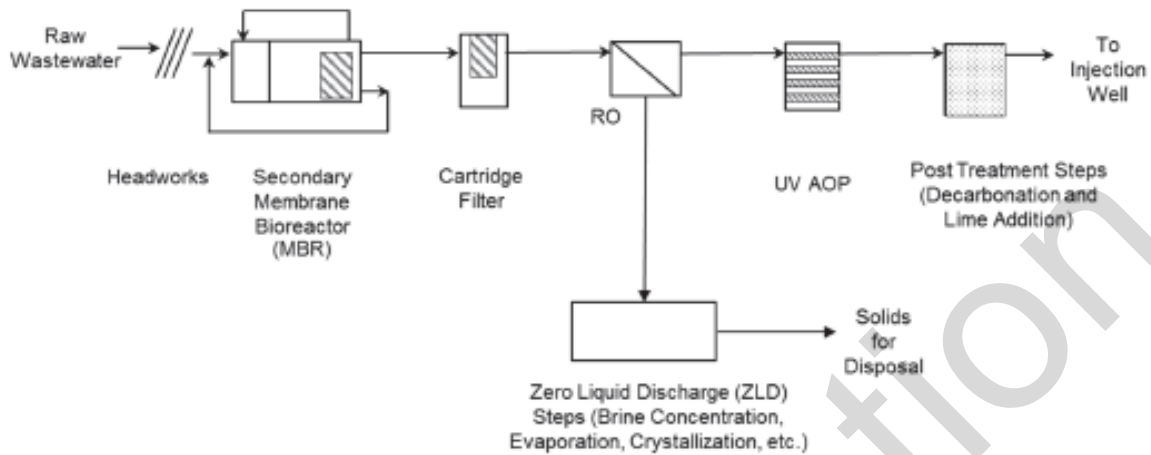 Raw
Wastewater
To
Injection
Well
RO
Headworks
Secondary
Membrane
Bioreactor
(MBR)
Cartridge
Filter
UV AOP
Post Treatment Steps
(Decarbonation and
Lime Addition)
Solids
for
Disposal
Zero Liquid Discharge (ZLD)
Steps (Brine Concentration,
Evaporation, Crystallization, etc.)
tion